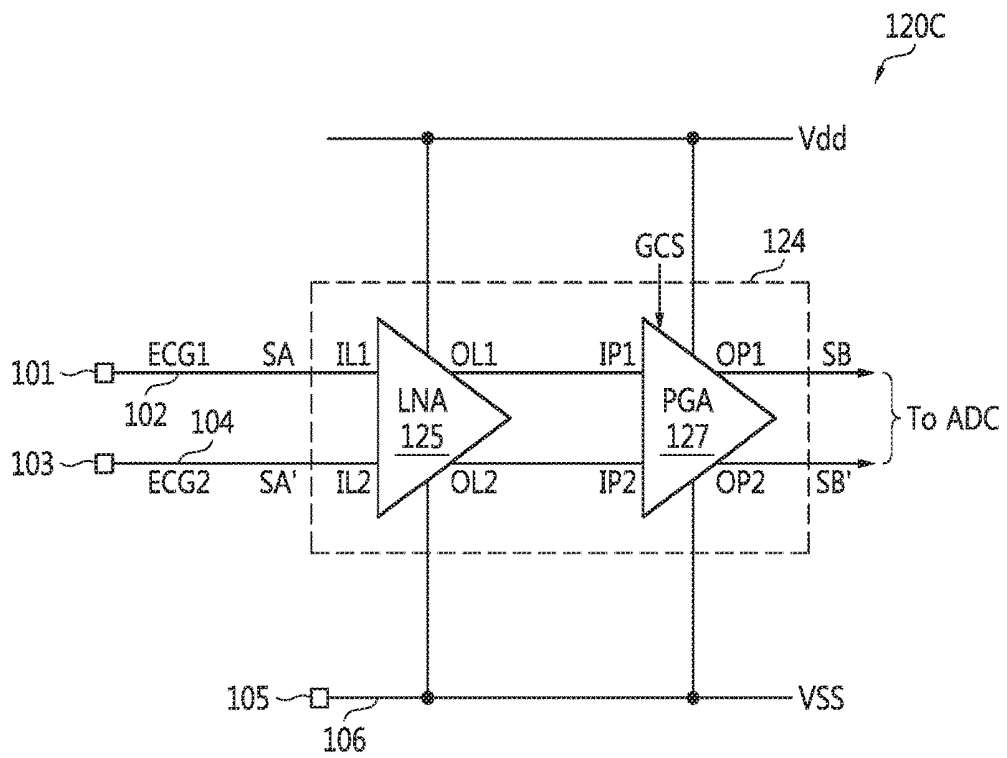 120C
Vdd
GCS
124
ECG1 SA IL1 OL1 IP1 OP1 SB
101
102
LNA
125
PGA
127
To ADC
104
103
ECG2 SA' IL2 OL2 IP2 OP2 SB'
105
106
VSS